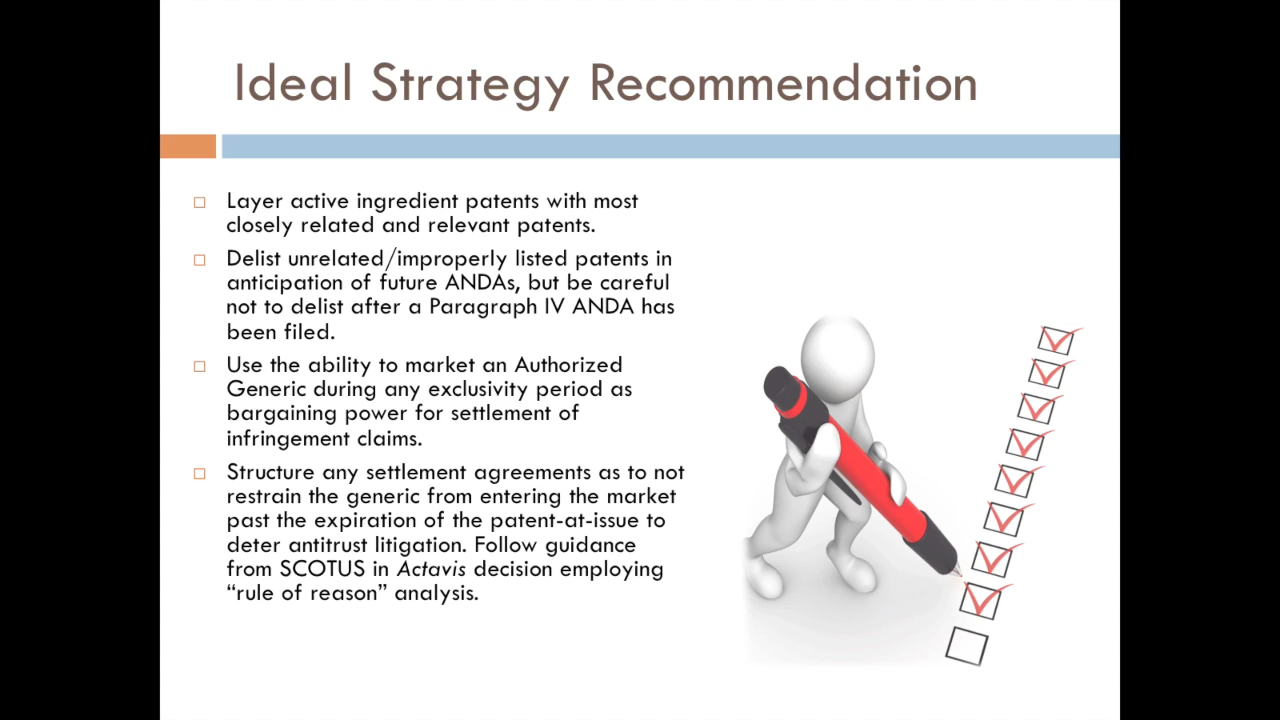 Ideal Strategy Recommendation
Layer active ingredient patents with most
closely related and relevant patents.
Delist unrelated/improperly listed patents in
anticipation of future ANDAs, but be careful
not to delist after a Paragraph IV ANDA has
been filed.
Use the ability to market an Authorized
Generic during any exclusivity period as
bargaining power for settlement of
infringement claims.
Structure any settlement agreements as to not
restrain the generic from entering the market
past the expiration of the patent-at-issue to
deter antitrust litigation. Follow guidance
from SCOTUS in Actavis decision employing
“rule of reason” analysis.